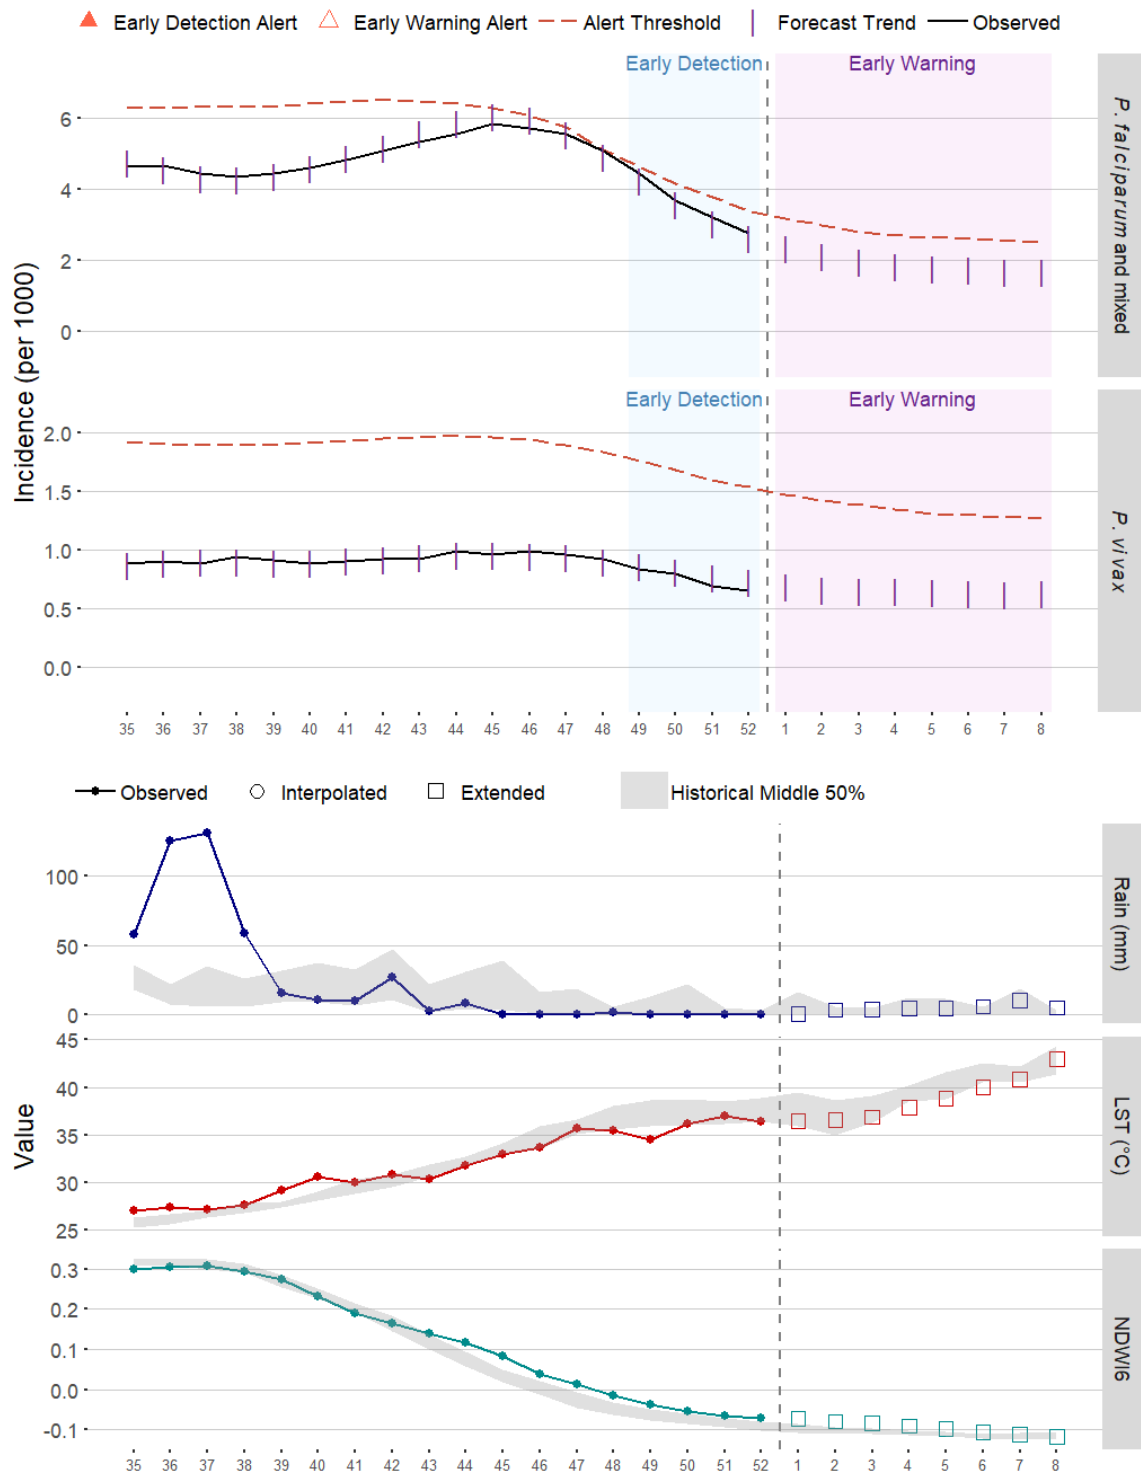 Early Detection Alert Early Warning Alert Alert Threshold Forecast Trend Observed
Early Detection Early Warning
6
4
2
0
P. falciparum and mixed
Early Detection Early Warning
2.0
1.5
1.0
0.5
0.0
P. vivax
Incidence (per 1000)
35 36 37 38 39 40 41 42 43 44 45 46 47 48 49 50 51 52 1 2 3 4 5 6 7 8
Observed Interpolated Extended Historical Middle 50%
100
50
0
Rain (mm)
45
40
35
30
25
LST (°C)
Value
0.3
0.2
0.1
0.0
-0.1
NDWI6
35 36 37 38 39 40 41 42 43 44 45 46 47 48 49 50 51 52 1 2 3 4 5 6 7 8